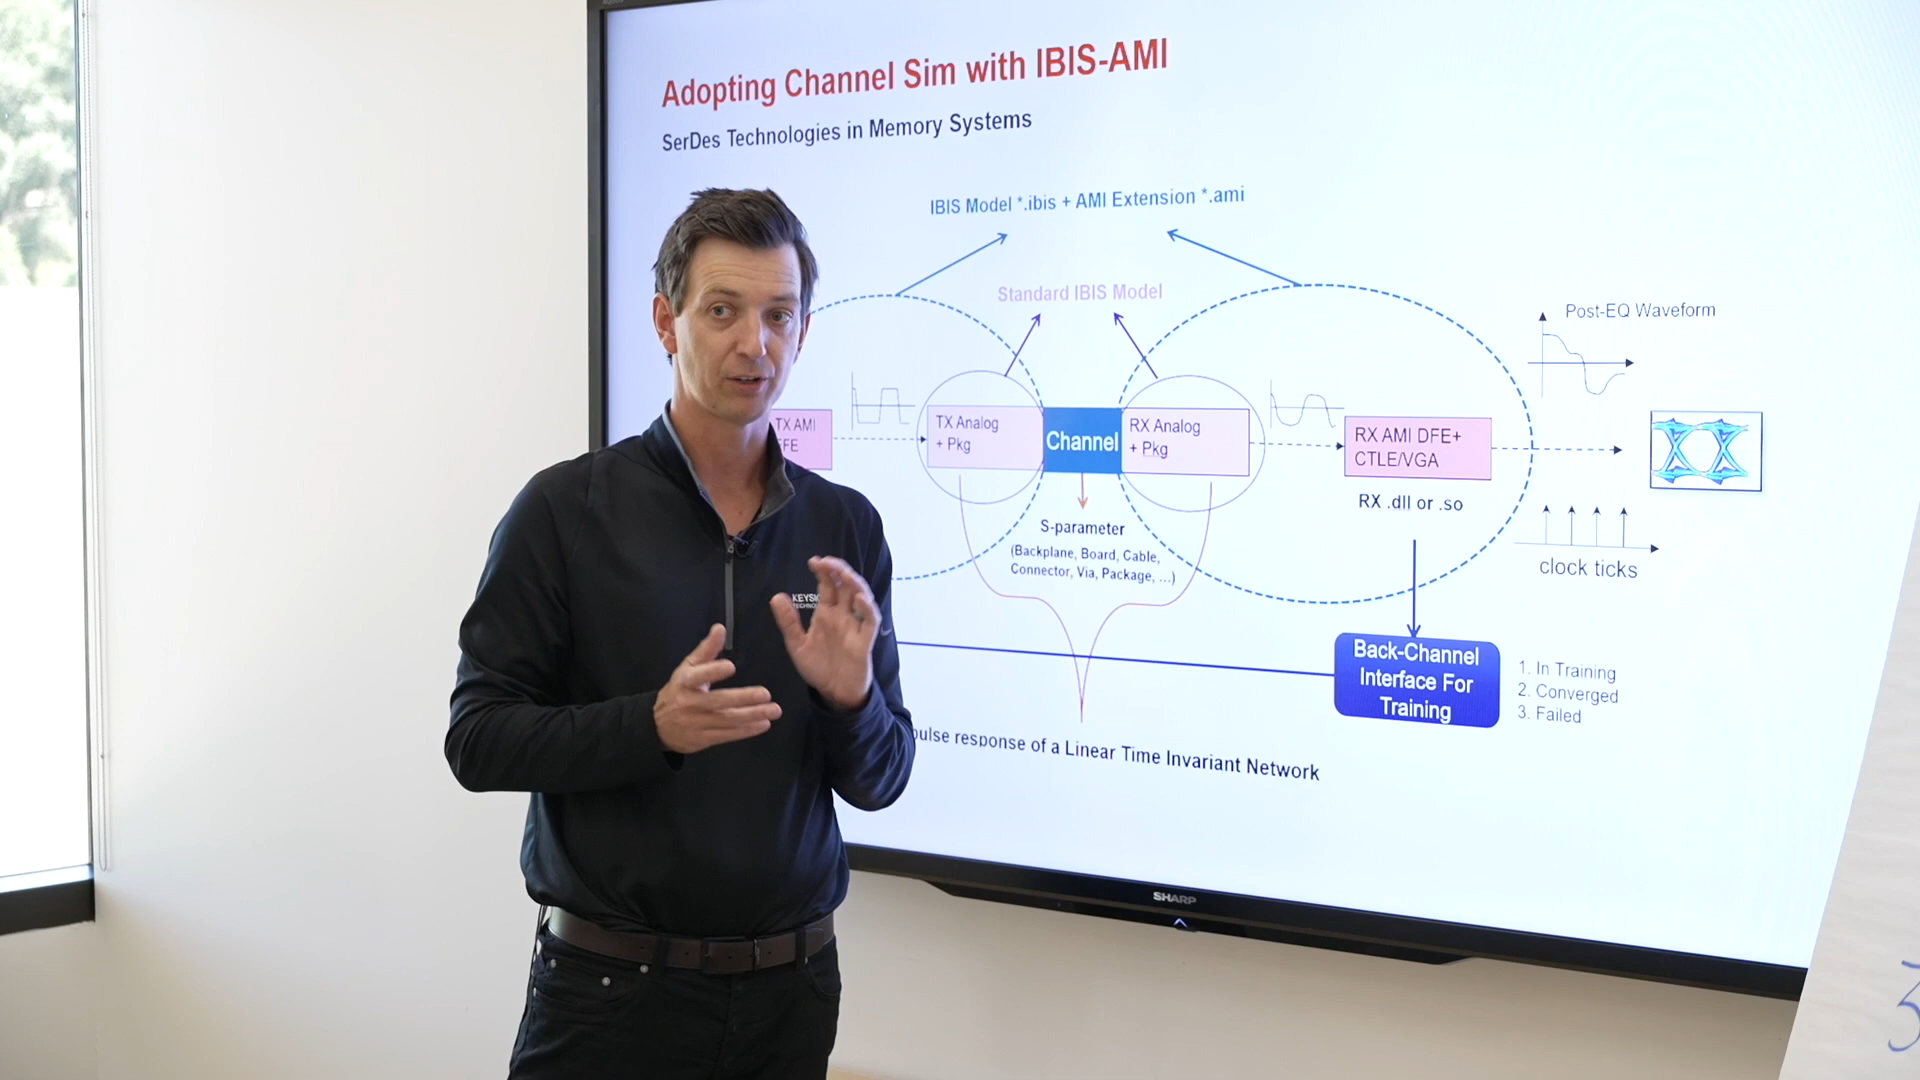 Adopting Channel Sim with IBIS-AMI
SerDes Technologies in Memory Systems
IBIS Model *.ibis + AMI Extension *.ami
Standard IBIS Model
Post-EQ Waveform
TX AMI
FFE
TX Analog
+ Pkg
Channel
RX Analog
+ Pkg
RX AMI DFE+
CTLE/VGA
RX .dll or .so
S-parameter
(Backplane, Board, Cable,
Connector, Via, Package, ...)
clock ticks
Back-Channel
Interface For
Training
1. In Training
2. Converged
3. Failed
response of a Linear Time Invariant Network
SHARP